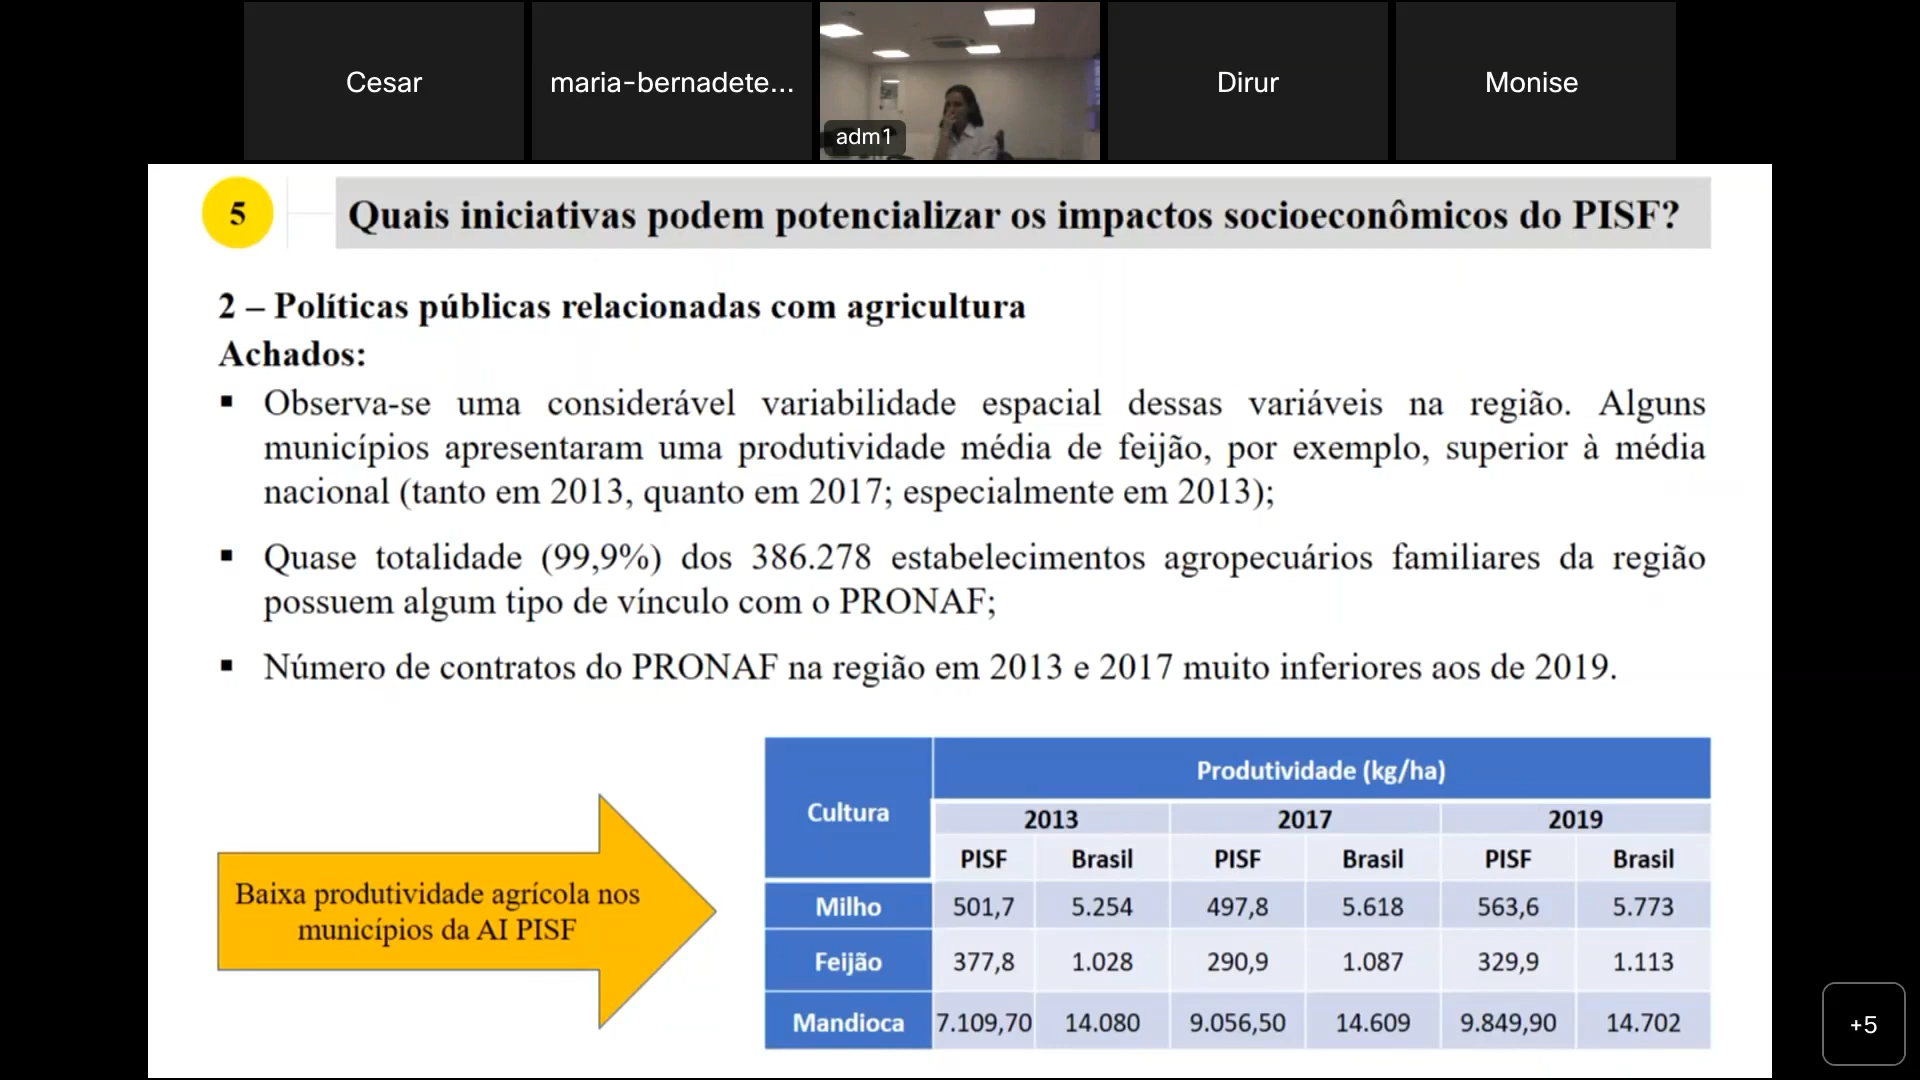 Cesar
maria-bernadete...
adm1
Dirur
Monise
5
Quais iniciativas podem potencializar os impactos socioeconômicos do PISF?
2 – Políticas públicas relacionadas com agricultura
Achados:
▪ Observa-se uma considerável variabilidade espacial dessas variáveis na região. Alguns
municípios apresentaram uma produtividade média de feijão, por exemplo, superior à média
nacional (tanto em 2013, quanto em 2017; especialmente em 2013);
▪ Quase totalidade (99,9%) dos 386.278 estabelecimentos agropecuários familiares da região
possuem algum tipo de vínculo com o PRONAF;
▪ Número de contratos do PRONAF na região em 2013 e 2017 muito inferiores aos de 2019.
Baixa produtividade agrícola nos
municípios da AI PISF
Cultura
Produtividade (kg/ha)
2013 2017 2019
PISF Brasil PISF Brasil PISF Brasil
Milho 501,7 5.254 497,8 5.618 563,6 5.773
Feijão 377,8 1.028 290,9 1.087 329,9 1.113
Mandioca 7.109,70 14.080 9.056,50 14.609 9.849,90 14.702
+5